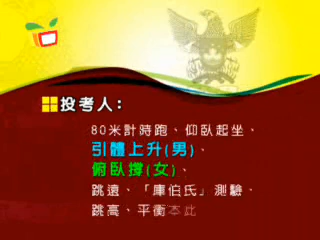 投考人：
80米計時跑、仰臥起坐、
引體上升(男)、
俯臥撐(女)、
跳遠、「庫伯氏」測驗、
跳高、平衡木